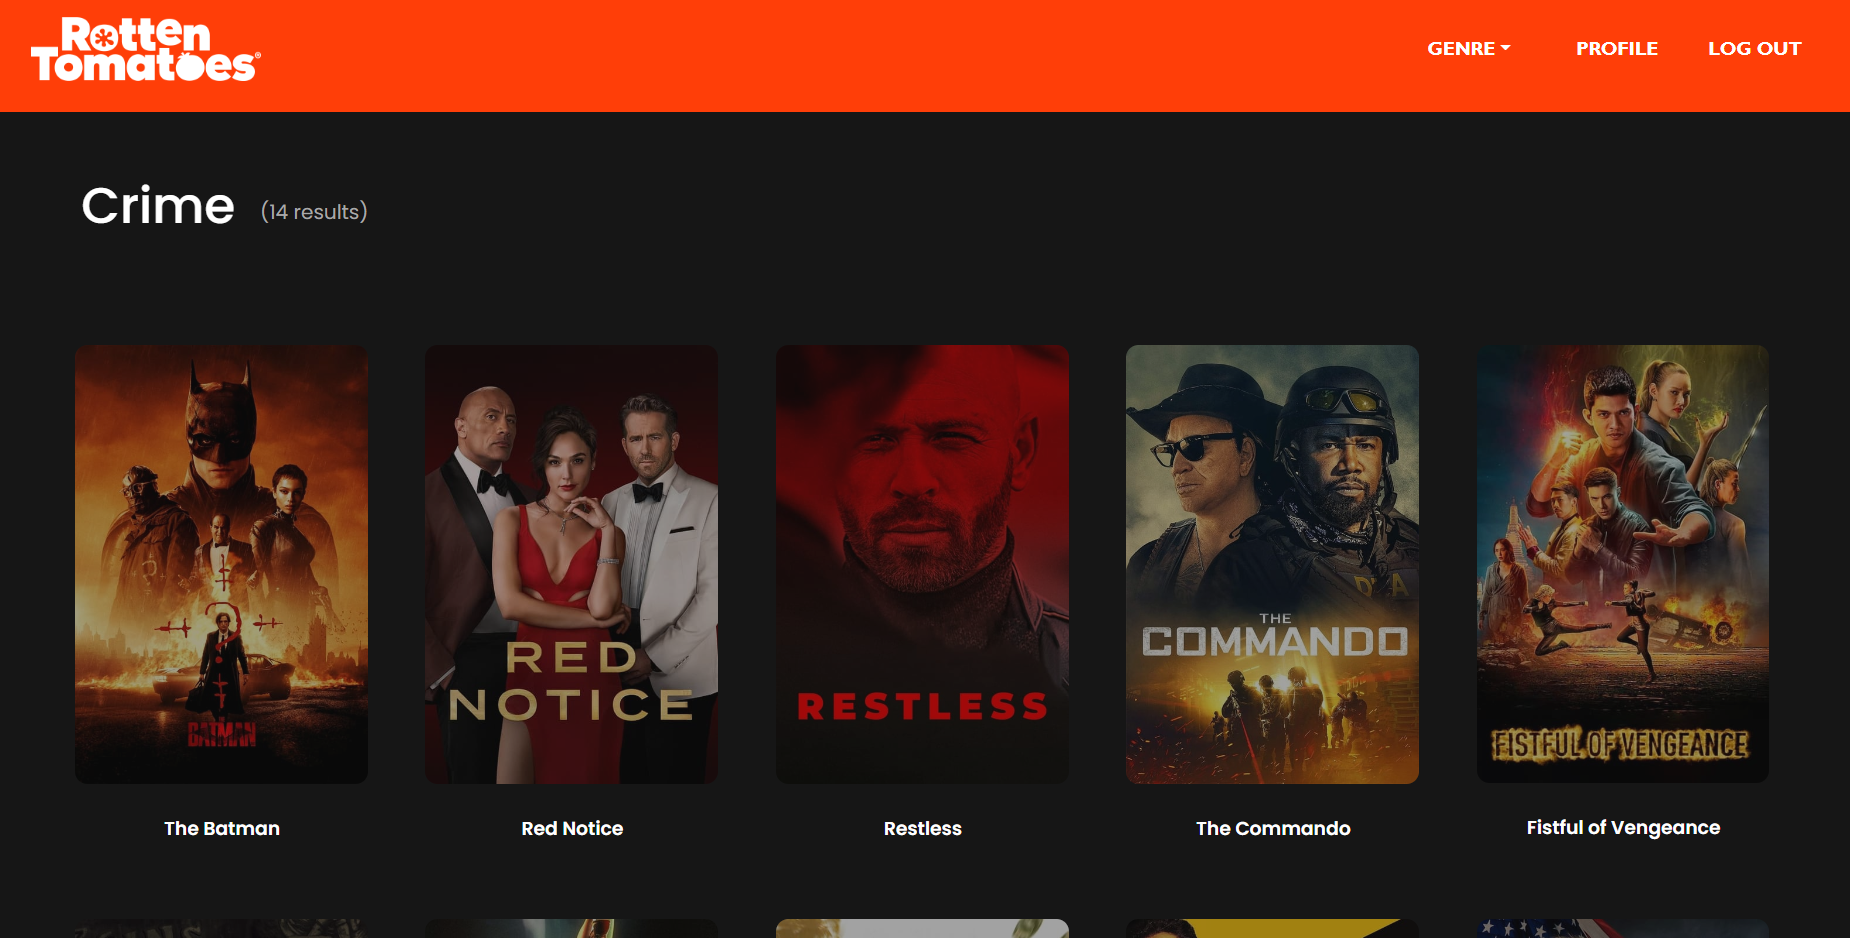 Rotten
Tomatoes®
GENRE
PROFILE
LOG OUT
Crime
(14 results)
BATMAN
RED
NOTICE
RESTLESS
THE
COMMANDO
FISTFUL OF VENGEANCE
The Batman
Red Notice
Restless
The Commando
Fistful of Vengeance